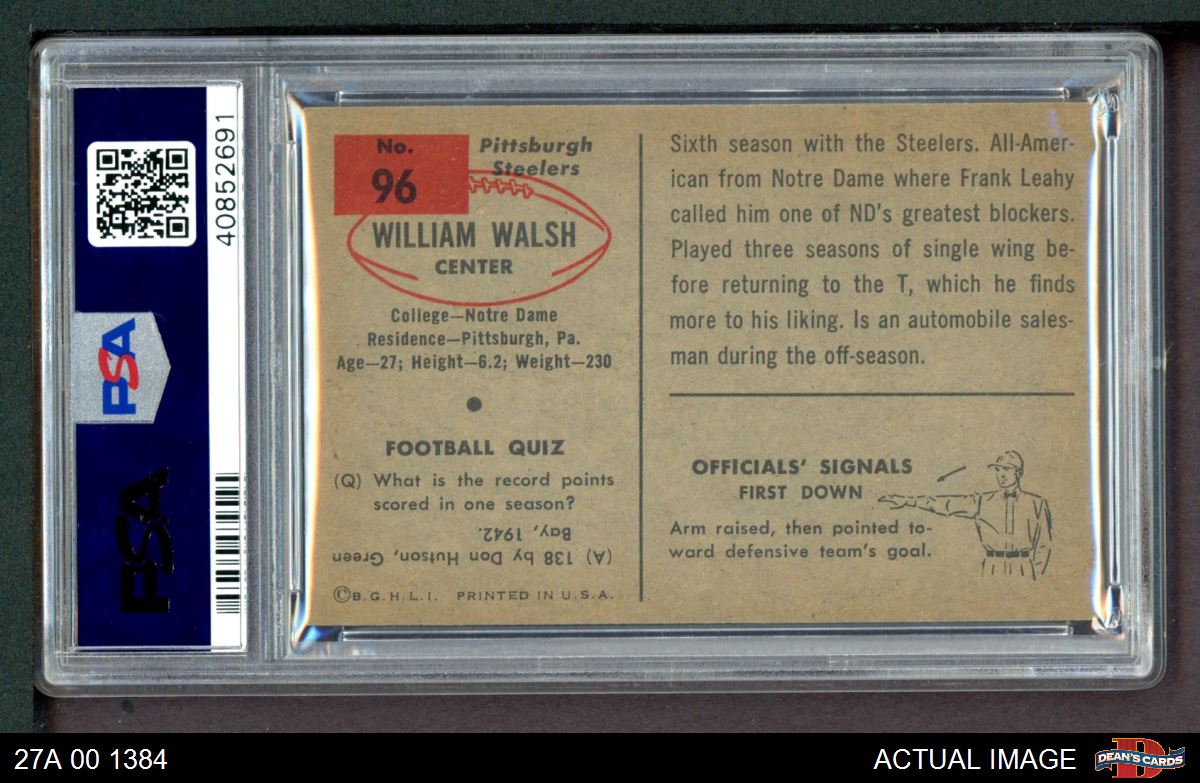 40852691
PSA
PSA
No.
96
Pittsburgh
Steelers
WILLIAM WALSH
CENTER
College—Notre Dame
Residence—Pittsburgh, Pa.
Age—27; Height—6.2; Weight—230
FOOTBALL QUIZ
(Q) What is the record points
scored in one season?
(A) 138 by Don Hutson, Green
Bay, 1942.
©B.G.H.L.I. PRINTED IN U.S.A.
Sixth season with the Steelers. All-Amer-
ican from Notre Dame where Frank Leahy
called him one of ND's greatest blockers.
Played three seasons of single wing be-
fore returning to the T, which he finds
more to his liking. Is an automobile sales-
man during the off-season.
OFFICIALS' SIGNALS
FIRST DOWN
Arm raised, then pointed to-
ward defensive team's goal.
27A 00 1384
ACTUAL IMAGE
DEAN'S CARDS